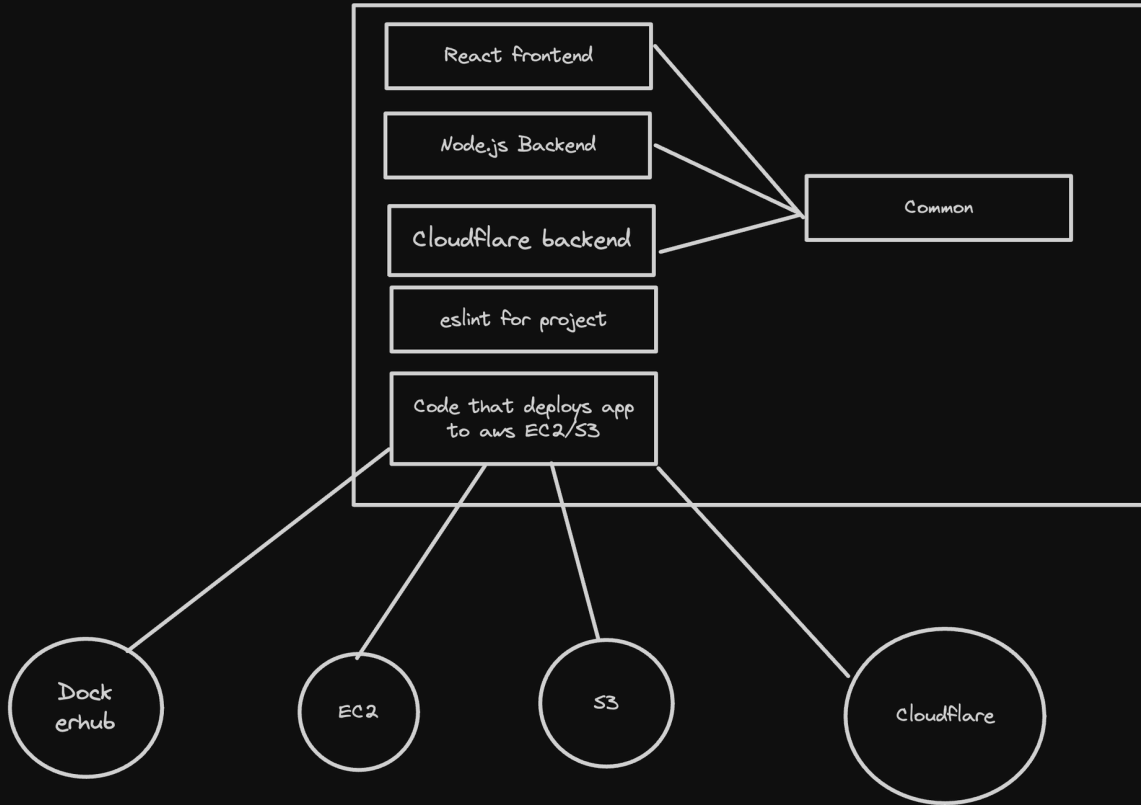 React frontend
Node.js Backend
Common
Cloudflare backend
eslint for project
Code that deploys app
to aws EC2/S3
Dock
erhub
EC2
S3
Cloudflare